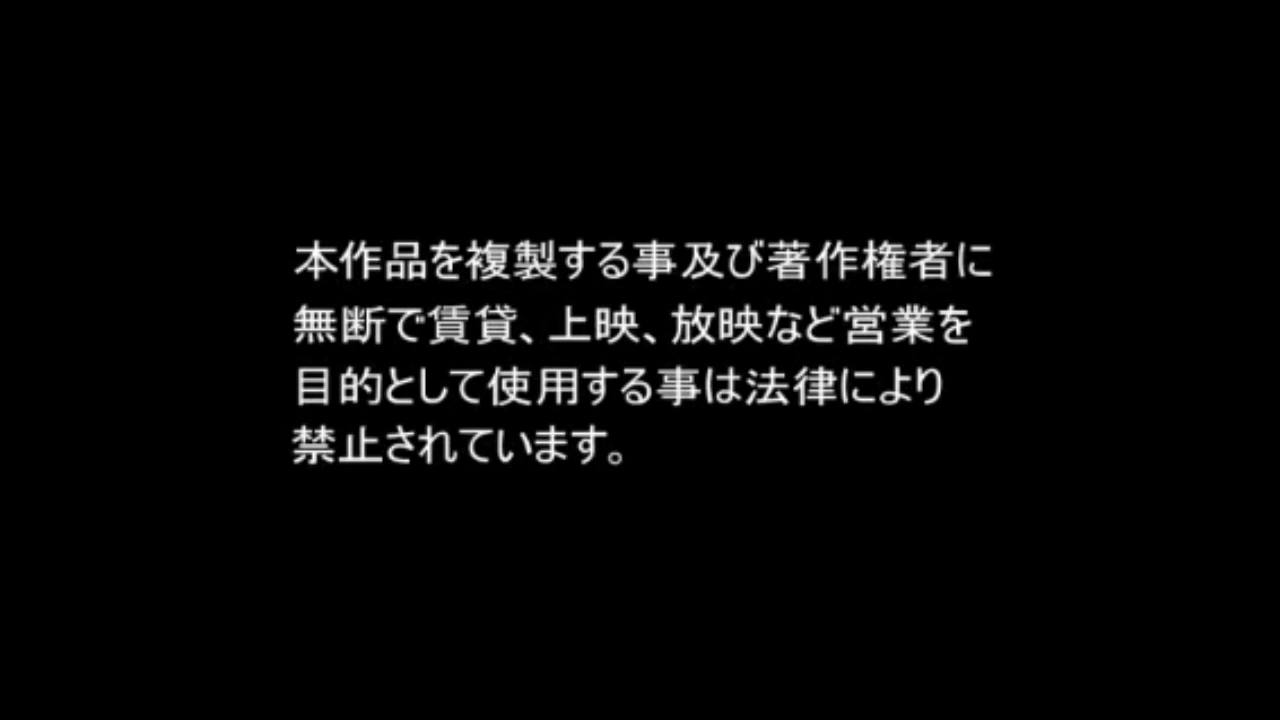 本作品を複製する事及び著作権者に
無断で賃貸、上映、放映など営業を
目的として使用する事は法律により
禁止されています。